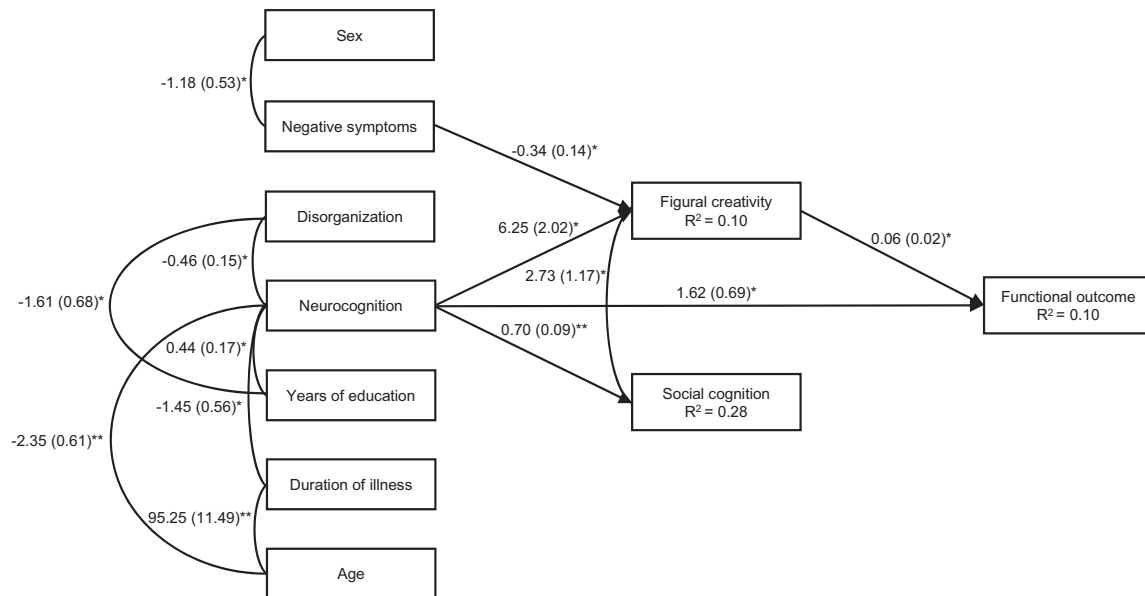 Sex
-1.18 (0.53)*
Negative symptoms
-0.34 (0.14)*
Figural creativity
R² = 0.10
Disorganization
6.25 (2.02)*
0.06 (0.02)*
-0.46 (0.15)*
2.73 (1.17)*
-1.61 (0.68)*
Neurocognition
1.62 (0.69)*
Functional outcome
R² = 0.10
0.70 (0.09)**
0.44 (0.17)*
Social cognition
R² = 0.28
Years of education
-1.45 (0.56)*
-2.35 (0.61)**
Duration of illness
95.25 (11.49)**
Age